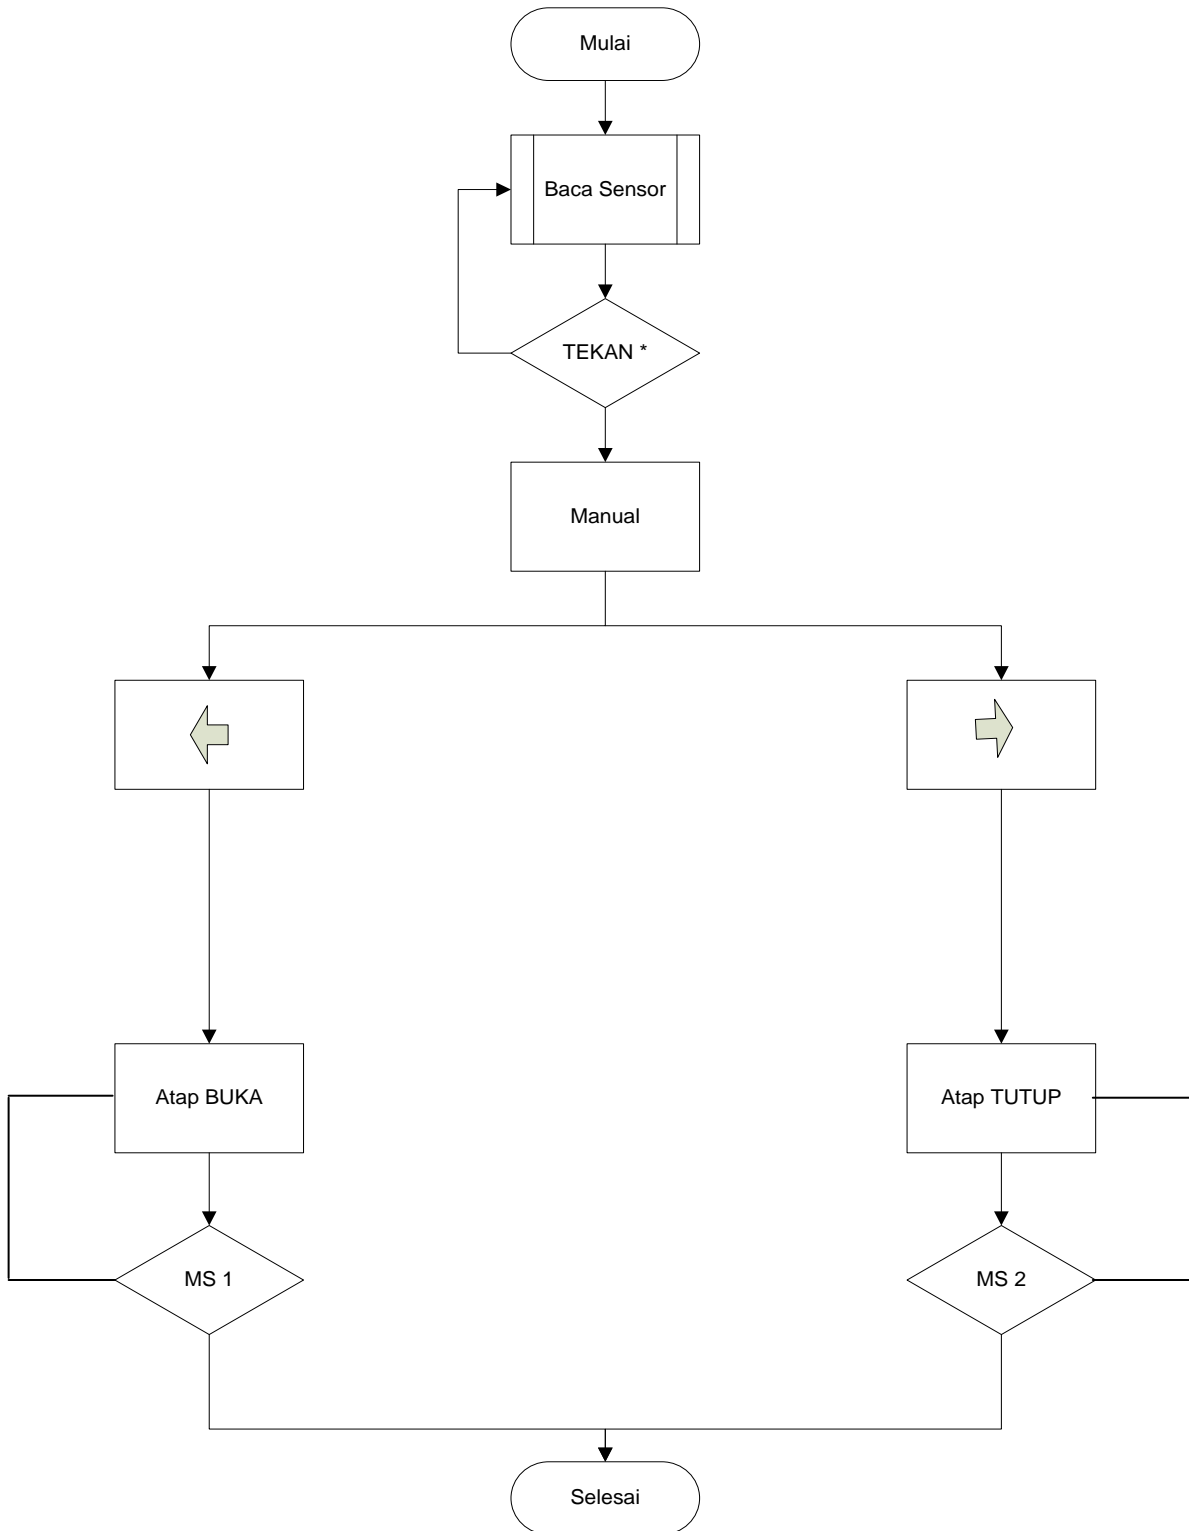 Mulai
Baca Sensor
TEKAN *
Manual
Atap BUKA
Atap TUTUP
MS 1
MS 2
Selesai